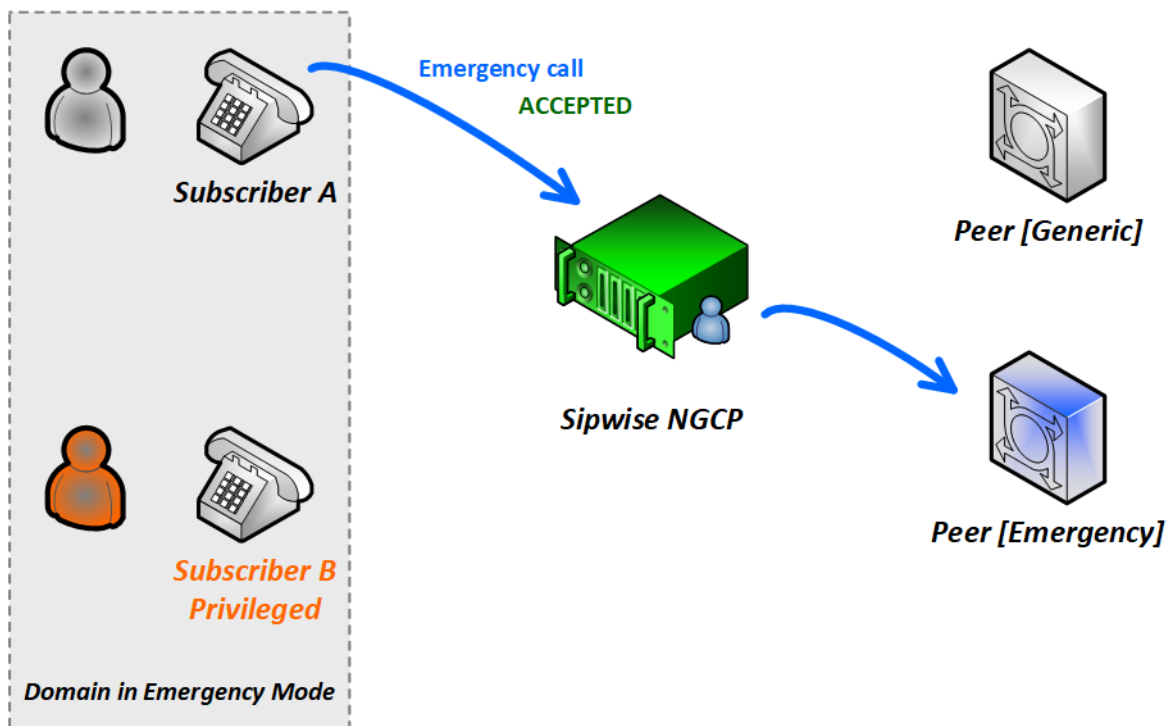 Emergency call
ACCEPTED
Subscriber A
Peer [Generic]
Sipwise NGCP
Peer [Emergency]
Subscriber B
Privileged
Domain in Emergency Mode